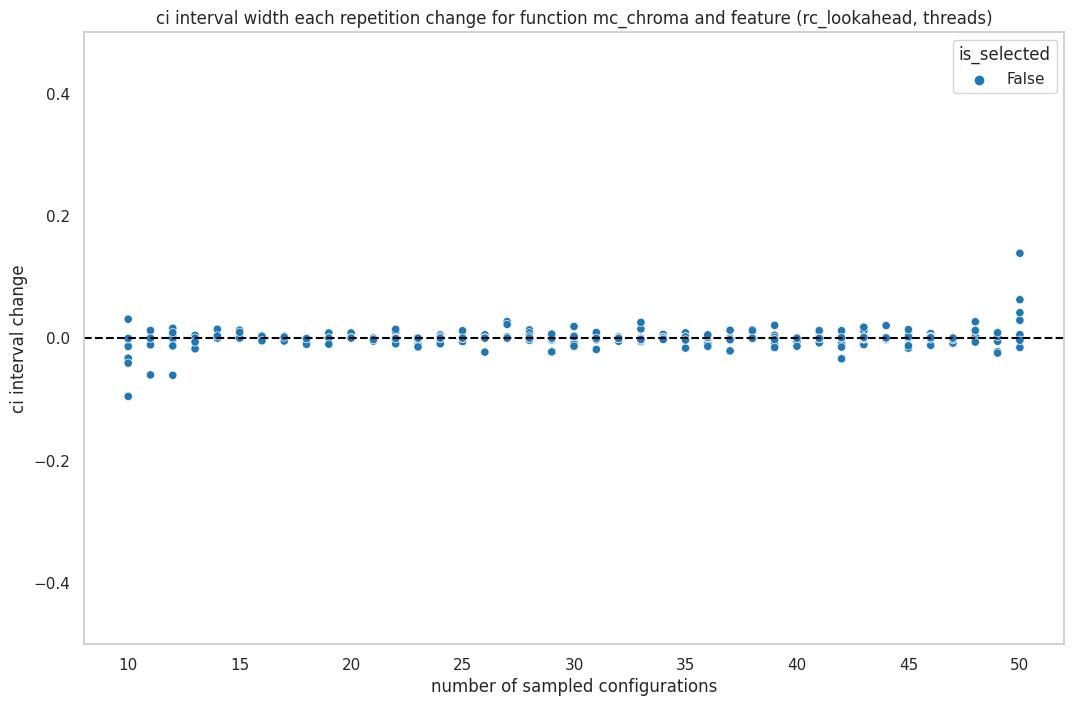 ci interval width each repetition change for function mc_chroma and feature (rc_lookahead, threads)
is_selected
False
ci interval change
0.4
0.2
0.0
−0.2
−0.4
10 15 20 25 30 35 40 45 50
number of sampled configurations